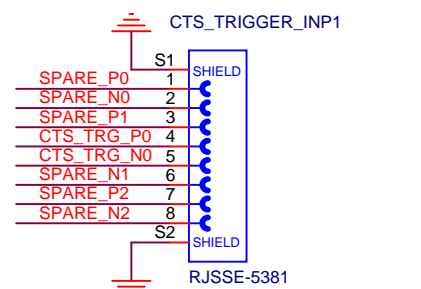 CTS_TRIGGER_INP1
S1
SHIELD
SPARE_P0 1
SPARE_N0 2
SPARE_P1 3
CTS_TRG_P0 4
CTS_TRG_N0 5
SPARE_N1 6
SPARE_P2 7
SPARE_N2 8
S2
SHIELD
RJSSE-5381